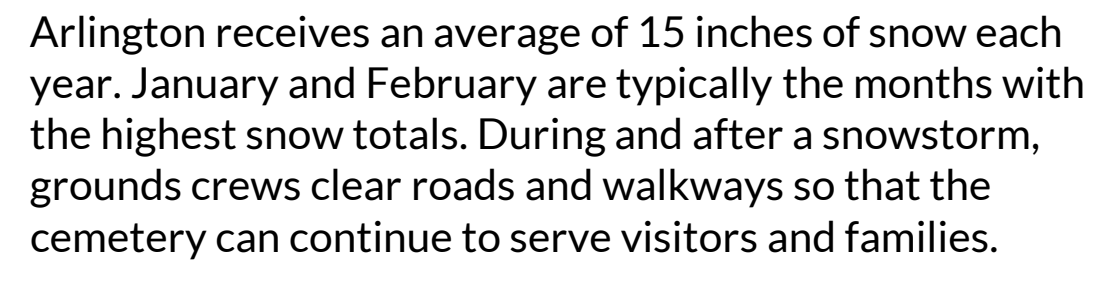 Arlington receives an average of 15 inches of snow each
year. January and February are typically the months with
the highest snow totals. During and after a snowstorm,
grounds crews clear roads and walkways so that the
cemetery can continue to serve visitors and families.